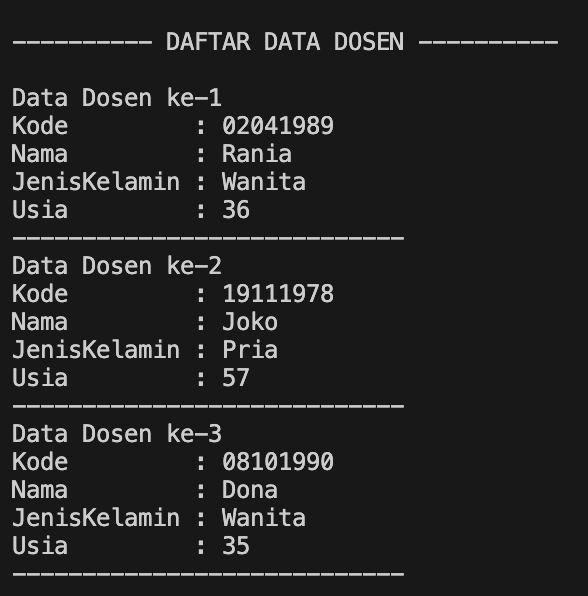 ---------- DAFTAR DATA DOSEN ----------
Data Dosen ke-1
Kode         : 02041989
Nama         : Rania
JenisKelamin : Wanita
Usia         : 36
----------------------------
Data Dosen ke-2
Kode         : 19111978
Nama         : Joko
JenisKelamin : Pria
Usia         : 57
----------------------------
Data Dosen ke-3
Kode         : 08101990
Nama         : Dona
JenisKelamin : Wanita
Usia         : 35
----------------------------